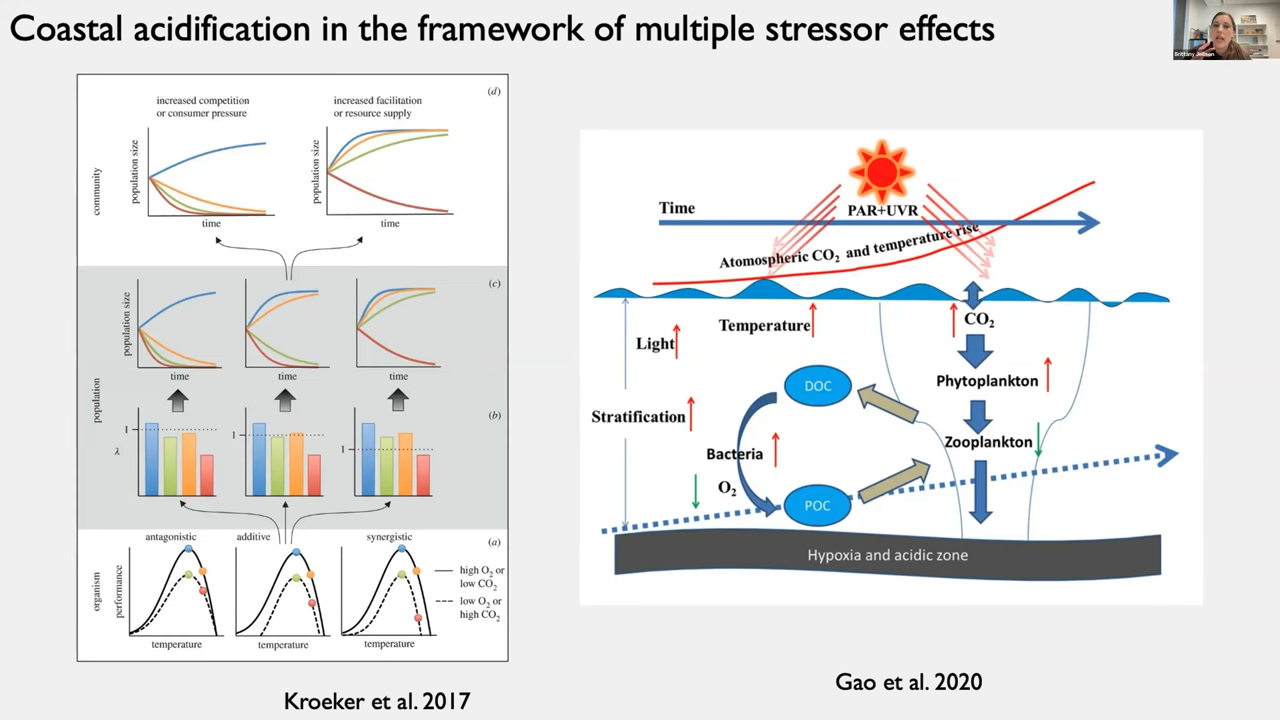 Coastal acidification in the framework of multiple stressor effects
Brittany Jellison
(d)
increased competition
or consumer pressure
increased facilitation
or resource supply
community
population size
time
population size
time
(c)
population
population size
time
time
time
(b)
λ
1
1
1
antagonistic
additive
synergistic
(a)
organism
performance
high O2 or
low CO2
low O2 or
high CO2
temperature
temperature
temperature
Kroeker et al. 2017
PAR+UVR
Time
Atomospheric CO2 and temperature rise
Temperature
CO2
Light
DOC
Phytoplankton
Stratification
Zooplankton
Bacteria
O2
POC
Hypoxia and acidic zone
Gao et al. 2020